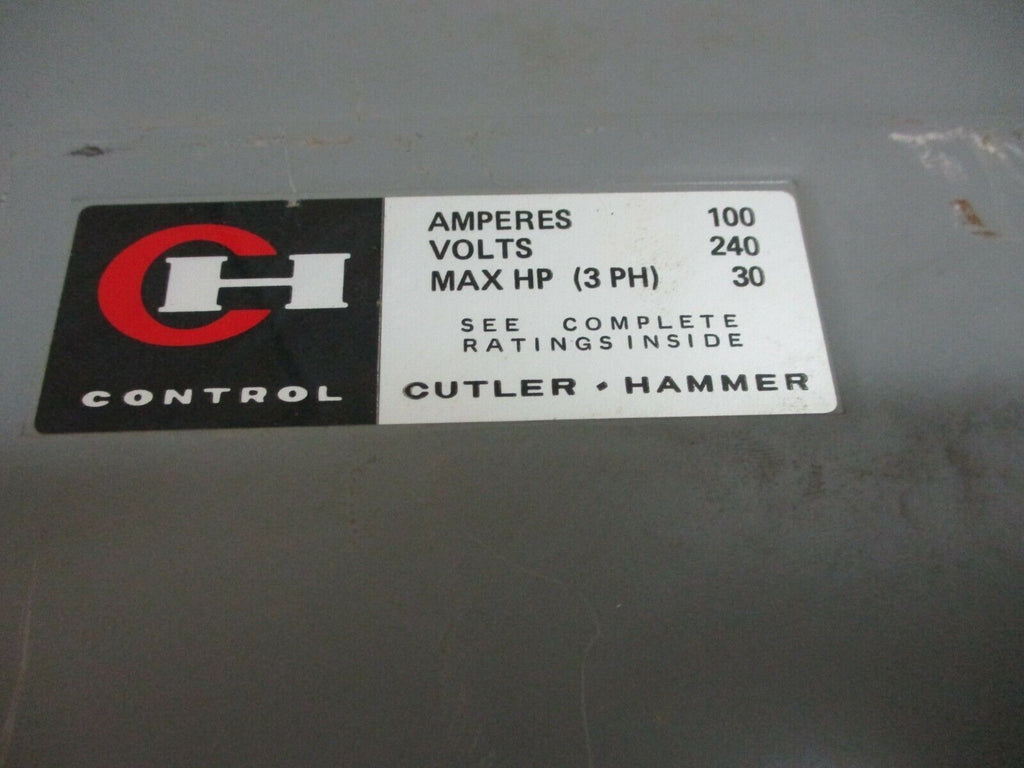 CH
CONTROL
AMPERES 100
VOLTS 240
MAX HP (3 PH) 30
SEE COMPLETE
RATINGS INSIDE
CUTLER • HAMMER